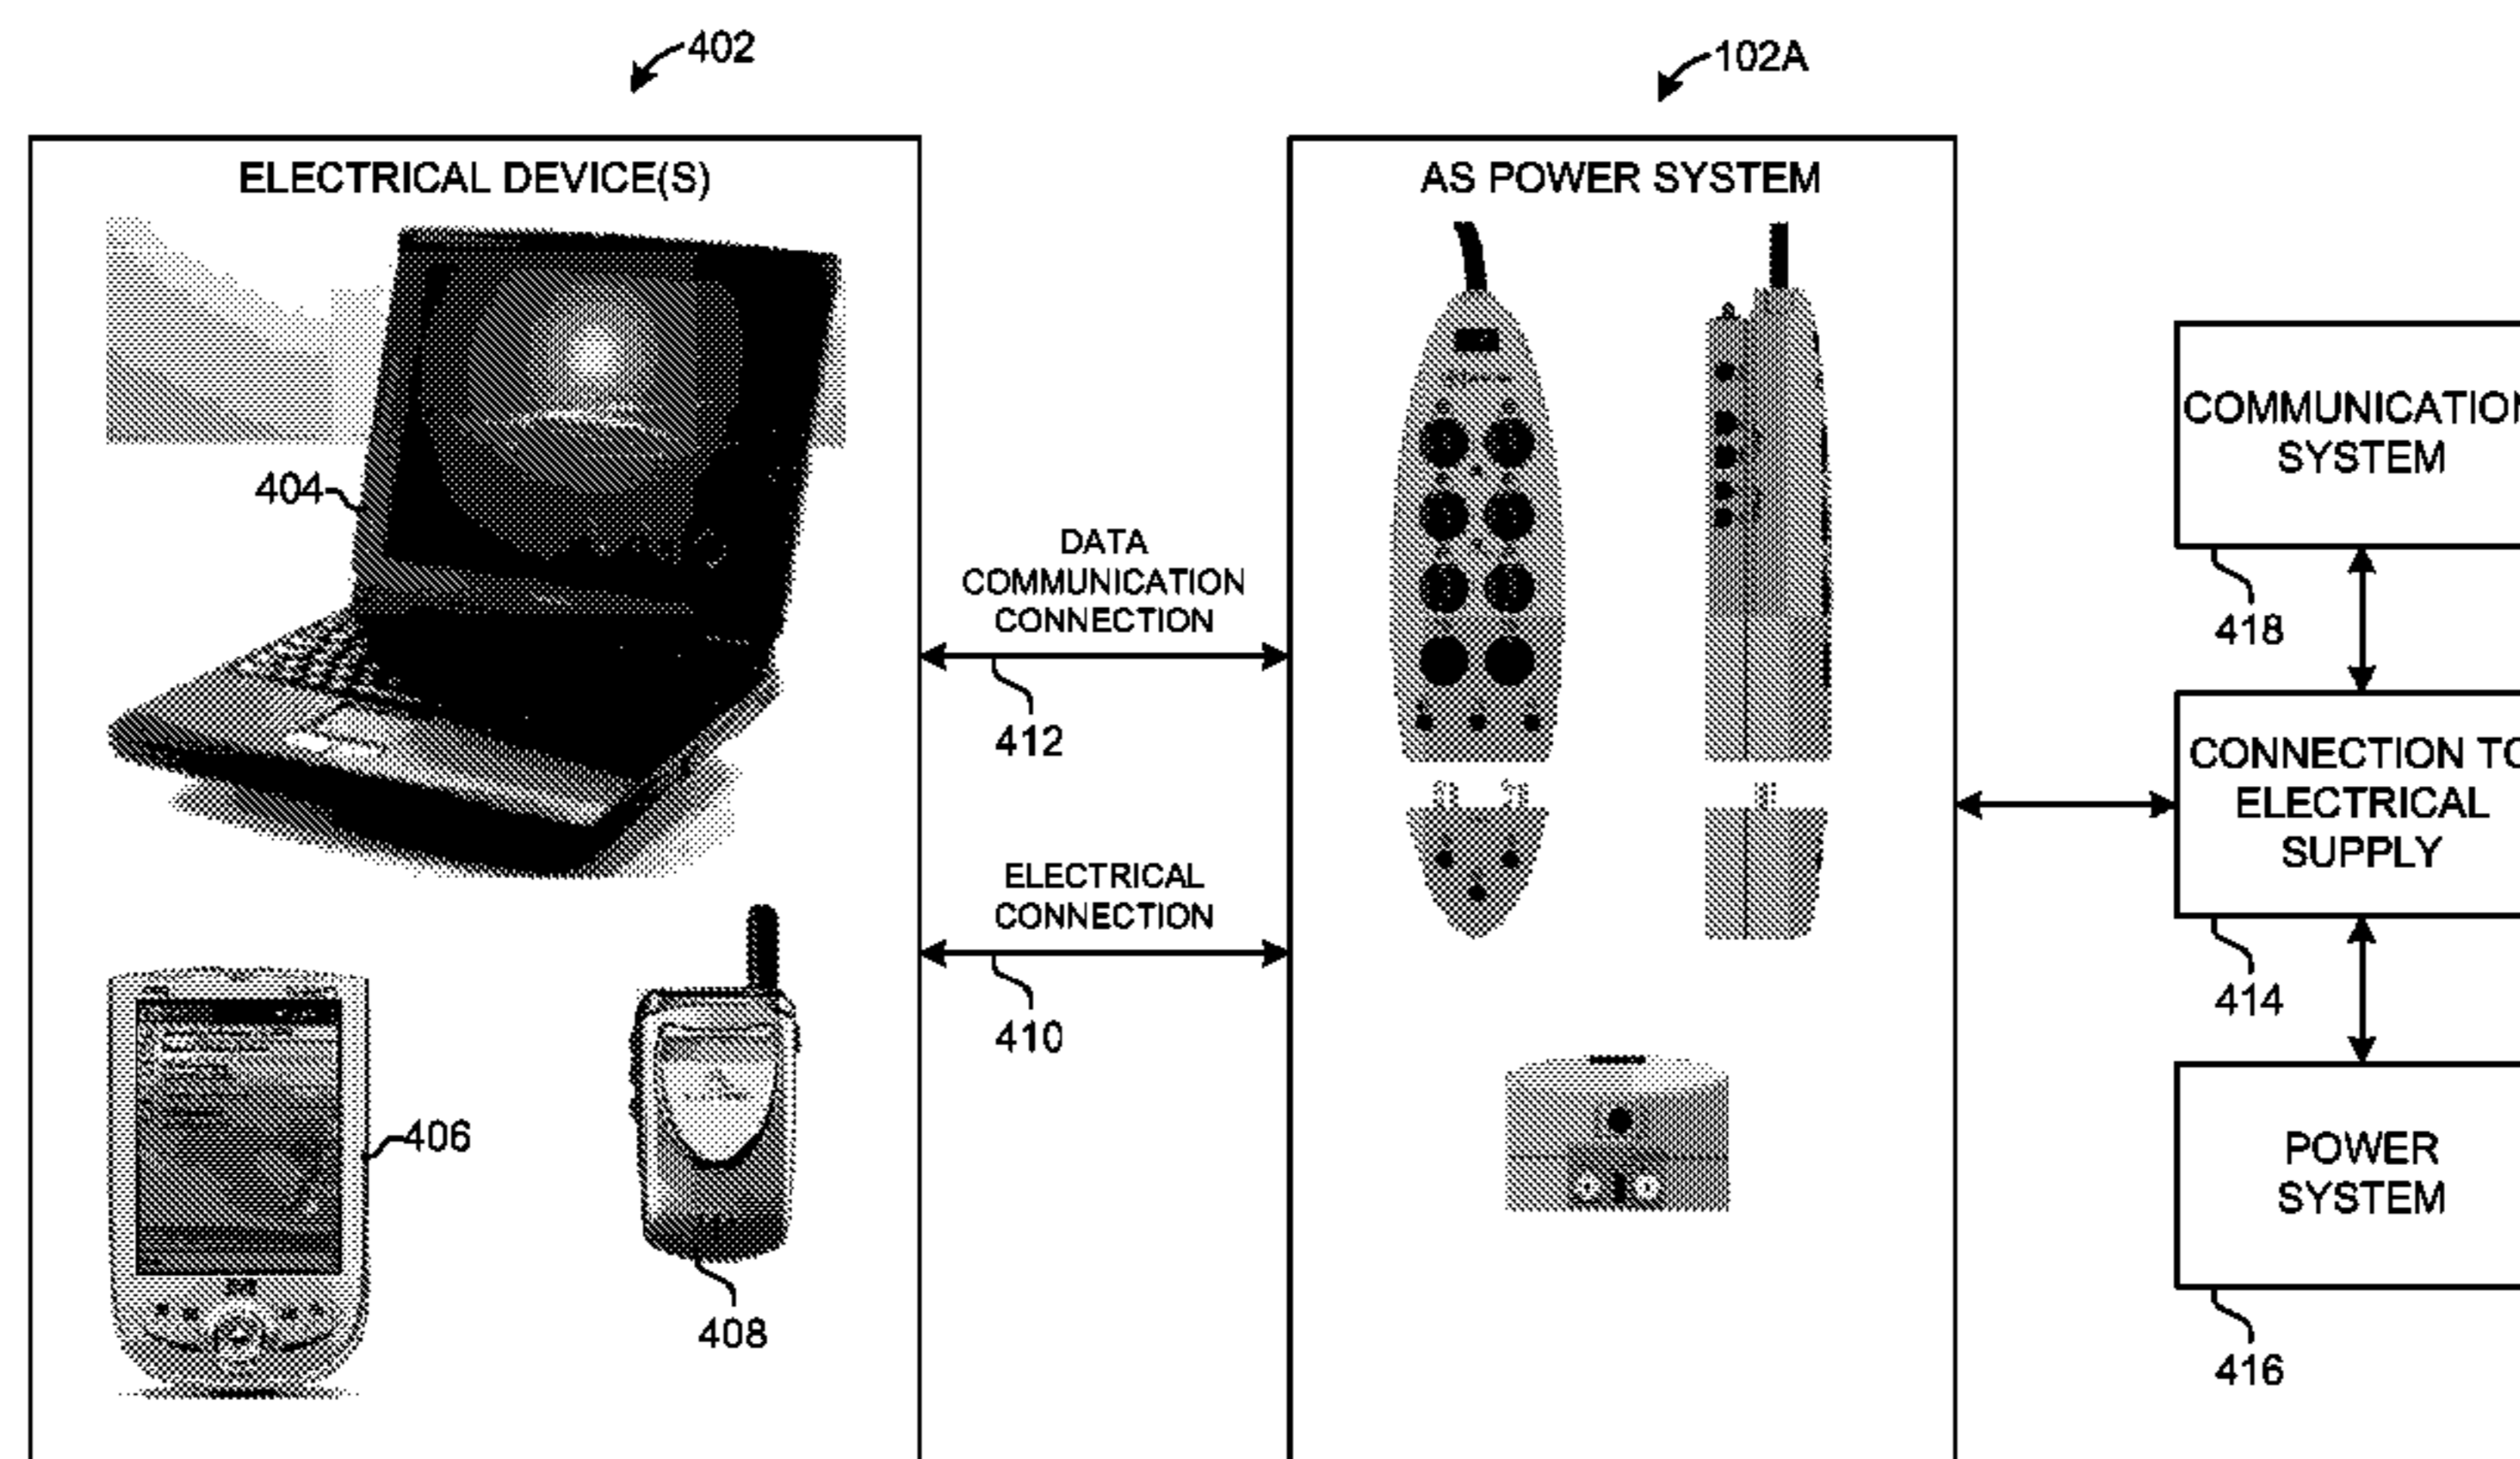 402
102A
ELECTRICAL DEVICE(S)
AS POWER SYSTEM
404
DATA
COMMUNICATION
CONNECTION
412
ELECTRICAL
CONNECTION
410
406
408
COMMUNICATION
SYSTEM
418
CONNECTION TO
ELECTRICAL
SUPPLY
414
POWER
SYSTEM
416